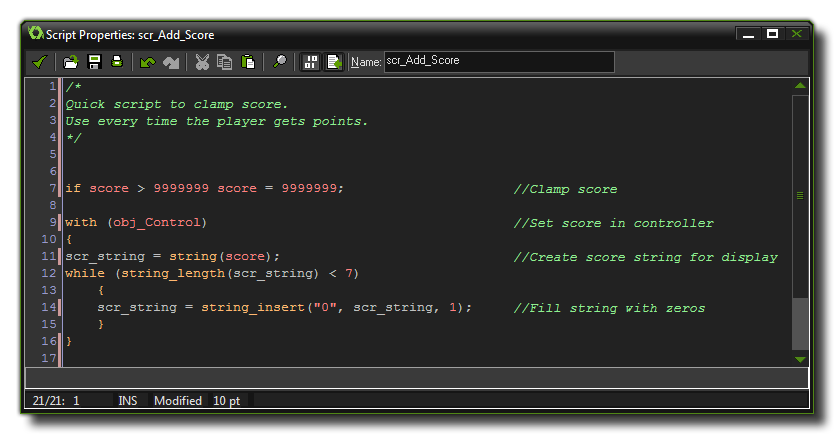 Script Properties: scr_Add_Score
Name: scr_Add_Score
1 /*
2 Quick script to clamp score.
3 Use every time the player gets points.
4 */
5
6
7 if score > 9999999 score = 9999999; //Clamp score
8
9 with (obj_Control) //Set score in controller
10 {
11 scr_string = string(score); //Create score string for display
12 while (string_length(scr_string) < 7)
13 {
14 scr_string = string_insert("0", scr_string, 1); //Fill string with zeros
15 }
16 }
17
21/21: 1 INS Modified 10 pt